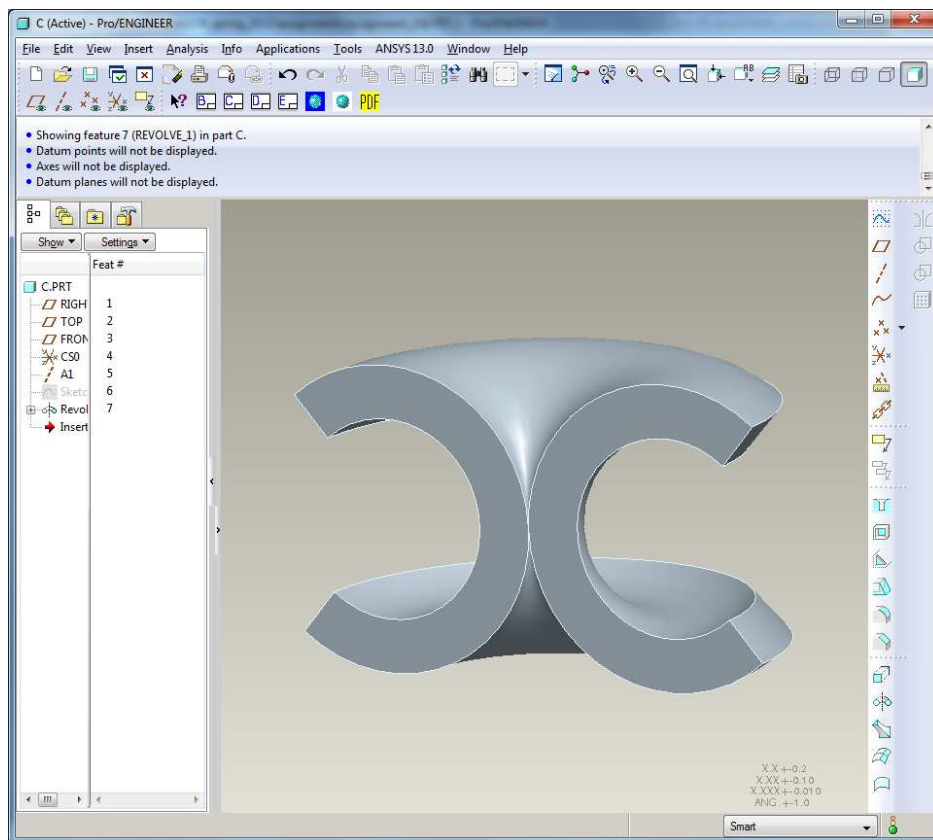 C (Active) - Pro/ENGINEER
File Edit View Insert Analysis Info Applications Tools ANSYS 13.0 Window Help
B C D E PDF
Showing feature 7 (REVOLVE_1) in part C.
Datum points will not be displayed.
Axes will not be displayed.
Datum planes will not be displayed.
Show Settings
Feat #
C.PRT
RIGH 1
TOP 2
FRON 3
CS0 4
A1 5
Sketc 6
Revol 7
Insert
X.X +-0.2
X.XX +-0.10
X.XXX +-0.010
ANG. +-1.0
Smart